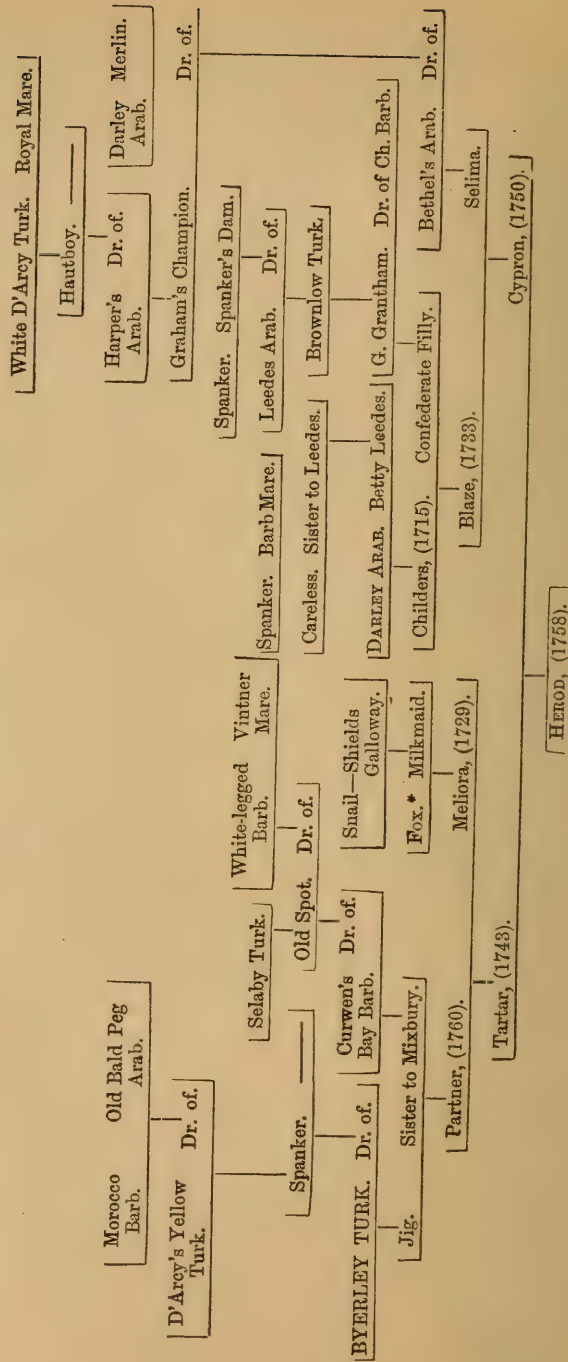 White D'Arcy Turk. Royal Mare.
Hautboy. ——
Morocco Barb. Old Bald Peg Arab.
Harper's Arab. Dr. of.
Darley Arab. Merlin.
D'Arcy's Yellow Turk. Dr. of.
Graham's Champion. Dr. of.
Spanker. ——
Selaby Turk.
White-legged Barb. Vintner Mare.
Spanker. Barb Mare.
Spanker. Spanker's Dam.
Old Spot. Dr. of.
Leedes Arab. Dr. of.
Careless. Sister to Leedes.
Brownlow Turk.
BYERLEY TURK. Dr. of.
Curwen's Bay Barb. Dr. of.
Snail—Shields Galloway.
DARLEY ARAB. Betty Leedes.
G. Grantham. Dr. of Ch. Barb.
Jig. Sister to Mixbury.
Fox.* Milkmaid.
Childers, (1715). Confederate Filly.
Bethel's Arab. Dr. of.
Partner, (1760). Meliora, (1729).
Blaze, (1733). Selima.
Tartar, (1743). Cypron, (1750).
HEROD, (1758).